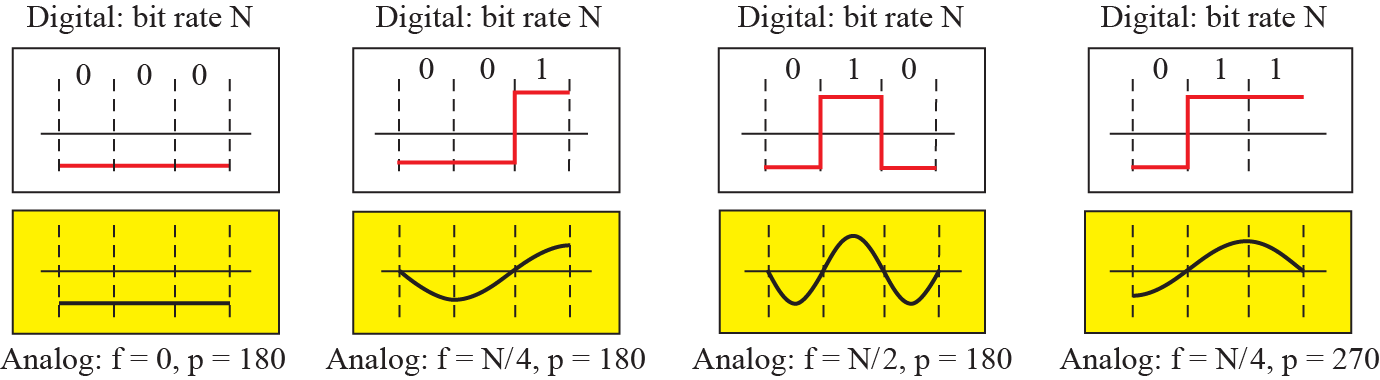 Digital: bit rate N
Digital: bit rate N
Digital: bit rate N
Digital: bit rate N
0 0 0
0 0 1
0 1 0
0 1 1
Analog: f = 0, p = 180
Analog: f = N/4, p = 180
Analog: f = N/2, p = 180
Analog: f = N/4, p = 270